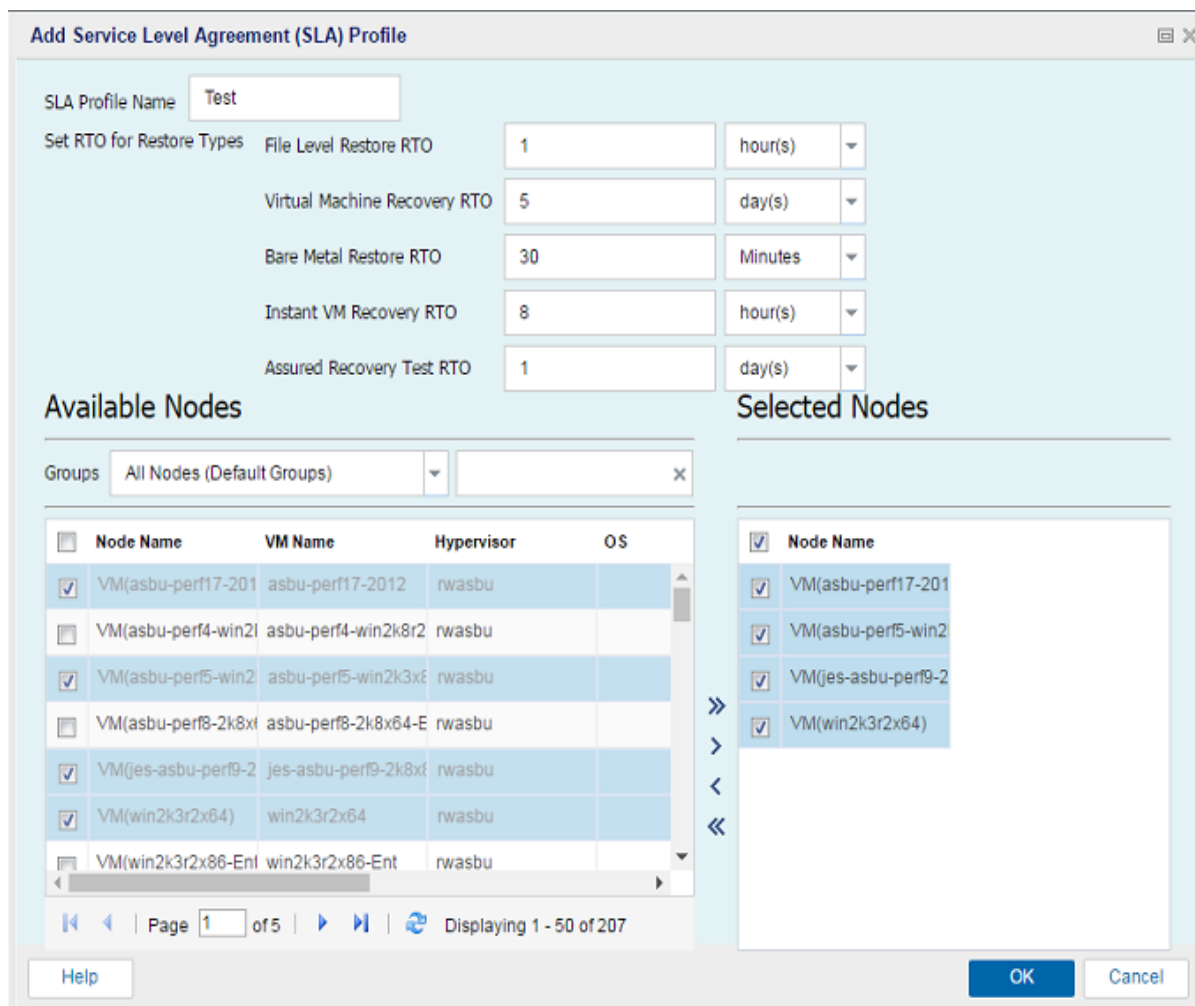 Add Service Level Agreement (SLA) Profile
SLA Profile Name Test
Set RTO for Restore Types File Level Restore RTO 1 hour(s)
Virtual Machine Recovery RTO 5 day(s)
Bare Metal Restore RTO 30 Minutes
Instant VM Recovery RTO 8 hour(s)
Assured Recovery Test RTO 1 day(s)
Available Nodes Selected Nodes
Groups All Nodes (Default Groups)
Node Name VM Name Hypervisor OS Node Name
VM(asbu-perf17-201 asbu-perf17-2012 rwasbu VM(asbu-perf17-201
VM(asbu-perf4-win2 asbu-perf4-win2k8r2 rwasbu VM(asbu-perf5-win2
VM(asbu-perf5-win2 asbu-perf5-win2k3x8 rwasbu VM(jes-asbu-perf9-2
VM(asbu-perf8-2k8x6 asbu-perf8-2k8x64-E rwasbu VM(win2k3r2x64)
VM(jes-asbu-perf9-2 jes-asbu-perf9-2k8x8 rwasbu
VM(win2k3r2x64) win2k3r2x64 rwasbu
VM(win2k3r2x86-Ent win2k3r2x86-Ent rwasbu
Page 1 of 5 Displaying 1 - 50 of 207
Help OK Cancel